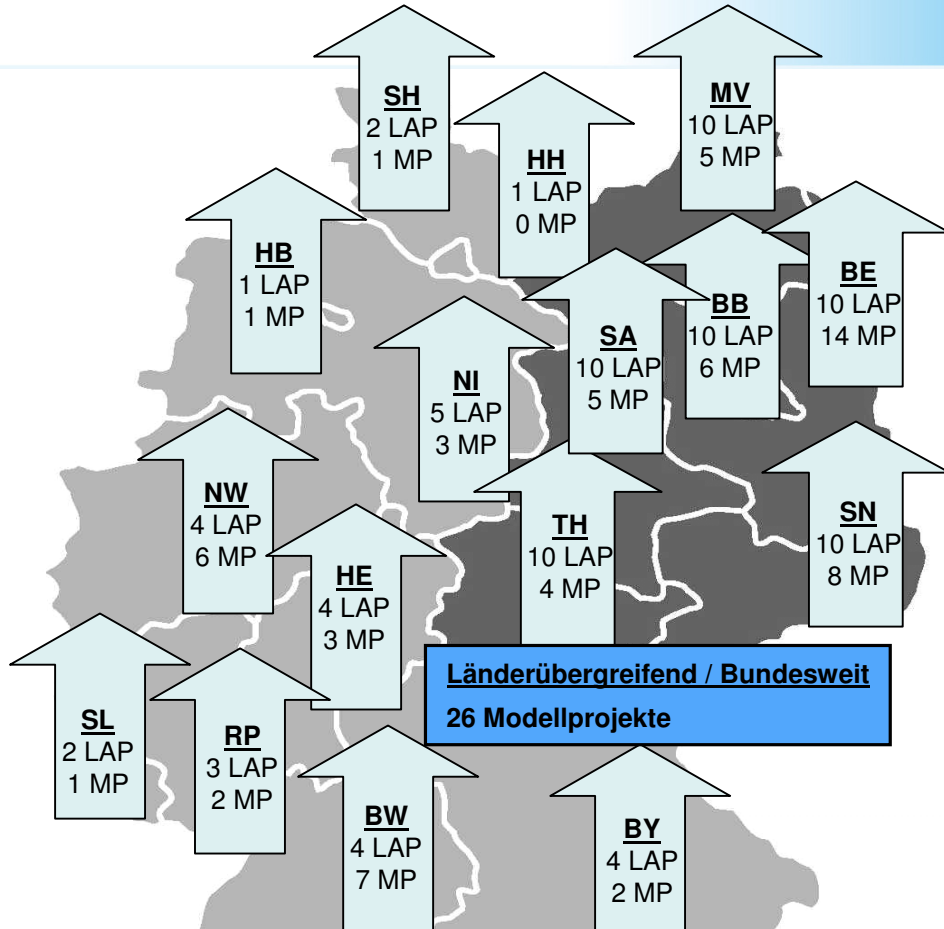 SH
2 LAP
1 MP
MV
10 LAP
5 MP
HH
1 LAP
0 MP
HB
1 LAP
1 MP
BE
10 LAP
14 MP
BB
10 LAP
6 MP
SA
10 LAP
5 MP
NI
5 LAP
3 MP
NW
4 LAP
6 MP
TH
10 LAP
4 MP
SN
10 LAP
8 MP
HE
4 LAP
3 MP
Länderübergreifend / Bundesweit
26 Modellprojekte
SL
2 LAP
1 MP
RP
3 LAP
2 MP
BW
4 LAP
7 MP
BY
4 LAP
2 MP